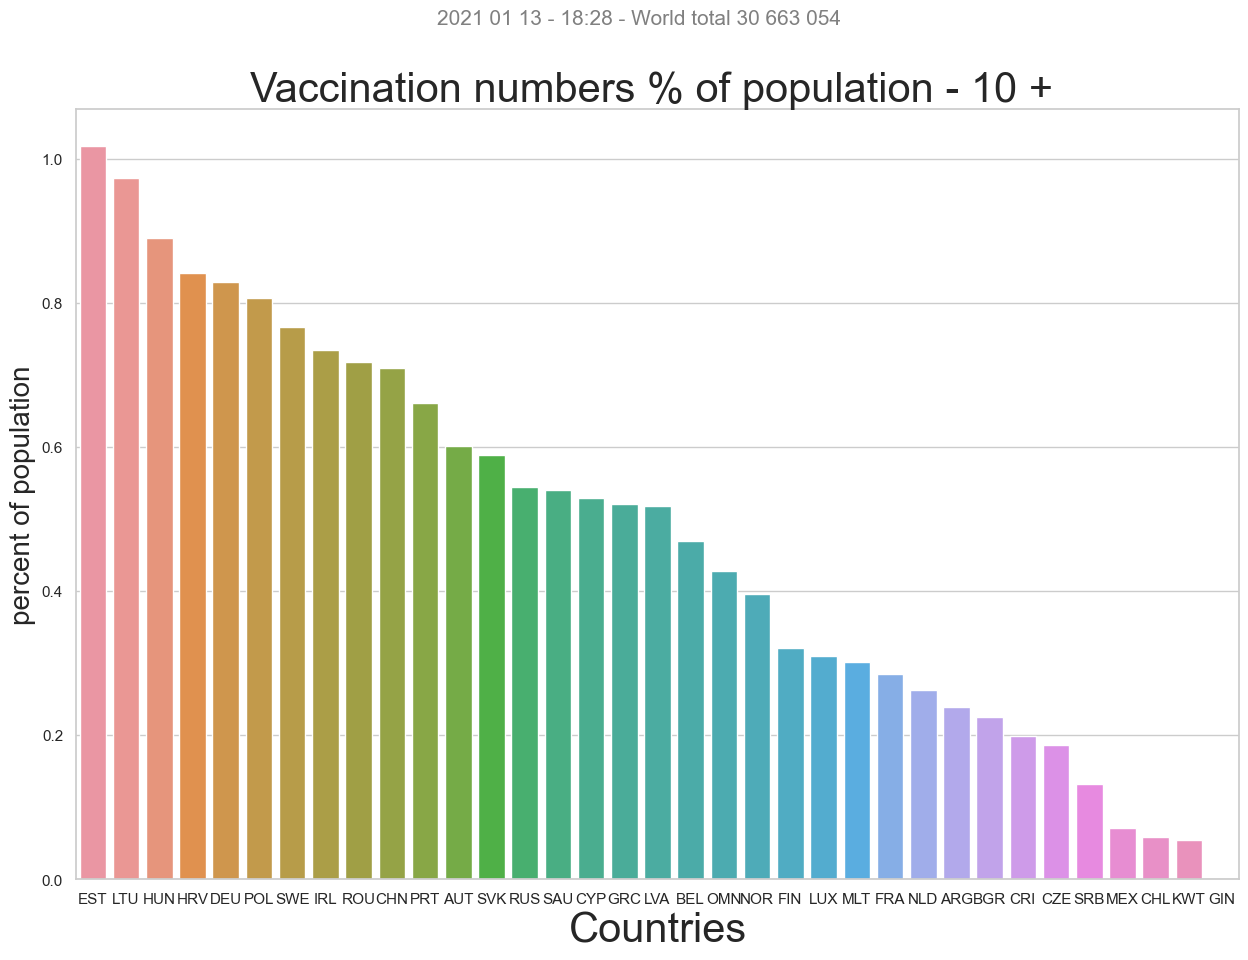 2021 01 13 - 18:28 - World total 30 663 054
Vaccination numbers % of population - 10 +
percent of population
1.0
0.8
0.6
0.4
0.2
0.0
EST LTU HUN HRV DEU POL SWE IRL ROU CHN PRT AUT SVK RUS SAU CYP GRC LVA BEL OMN NOR FIN LUX MLT FRA NLD ARG BGR CRI CZE SRB MEX CHL KWT GIN
Countries